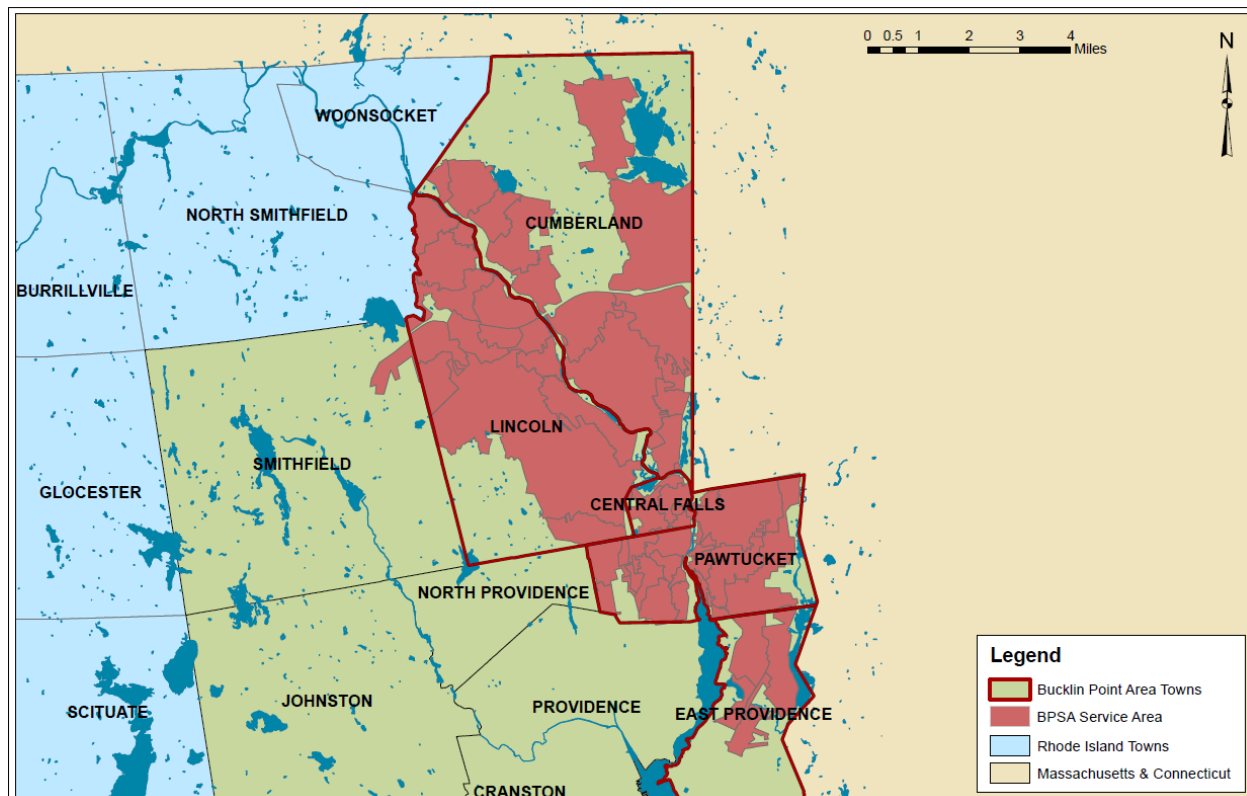 0 0.5 1 2 3 4
Miles
N
WOONSOCKET
NORTH SMITHFIELD
CUMBERLAND
BURRILLVILLE
LINCOLN
SMITHFIELD
GLOCESTER
CENTRAL FALLS
PAWTUCKET
NORTH PROVIDENCE
JOHNSTON
PROVIDENCE
SCITUATE
EAST PROVIDENCE
CRANSTON
Legend
Bucklin Point Area Towns
BPSA Service Area
Rhode Island Towns
Massachusetts & Connecticut